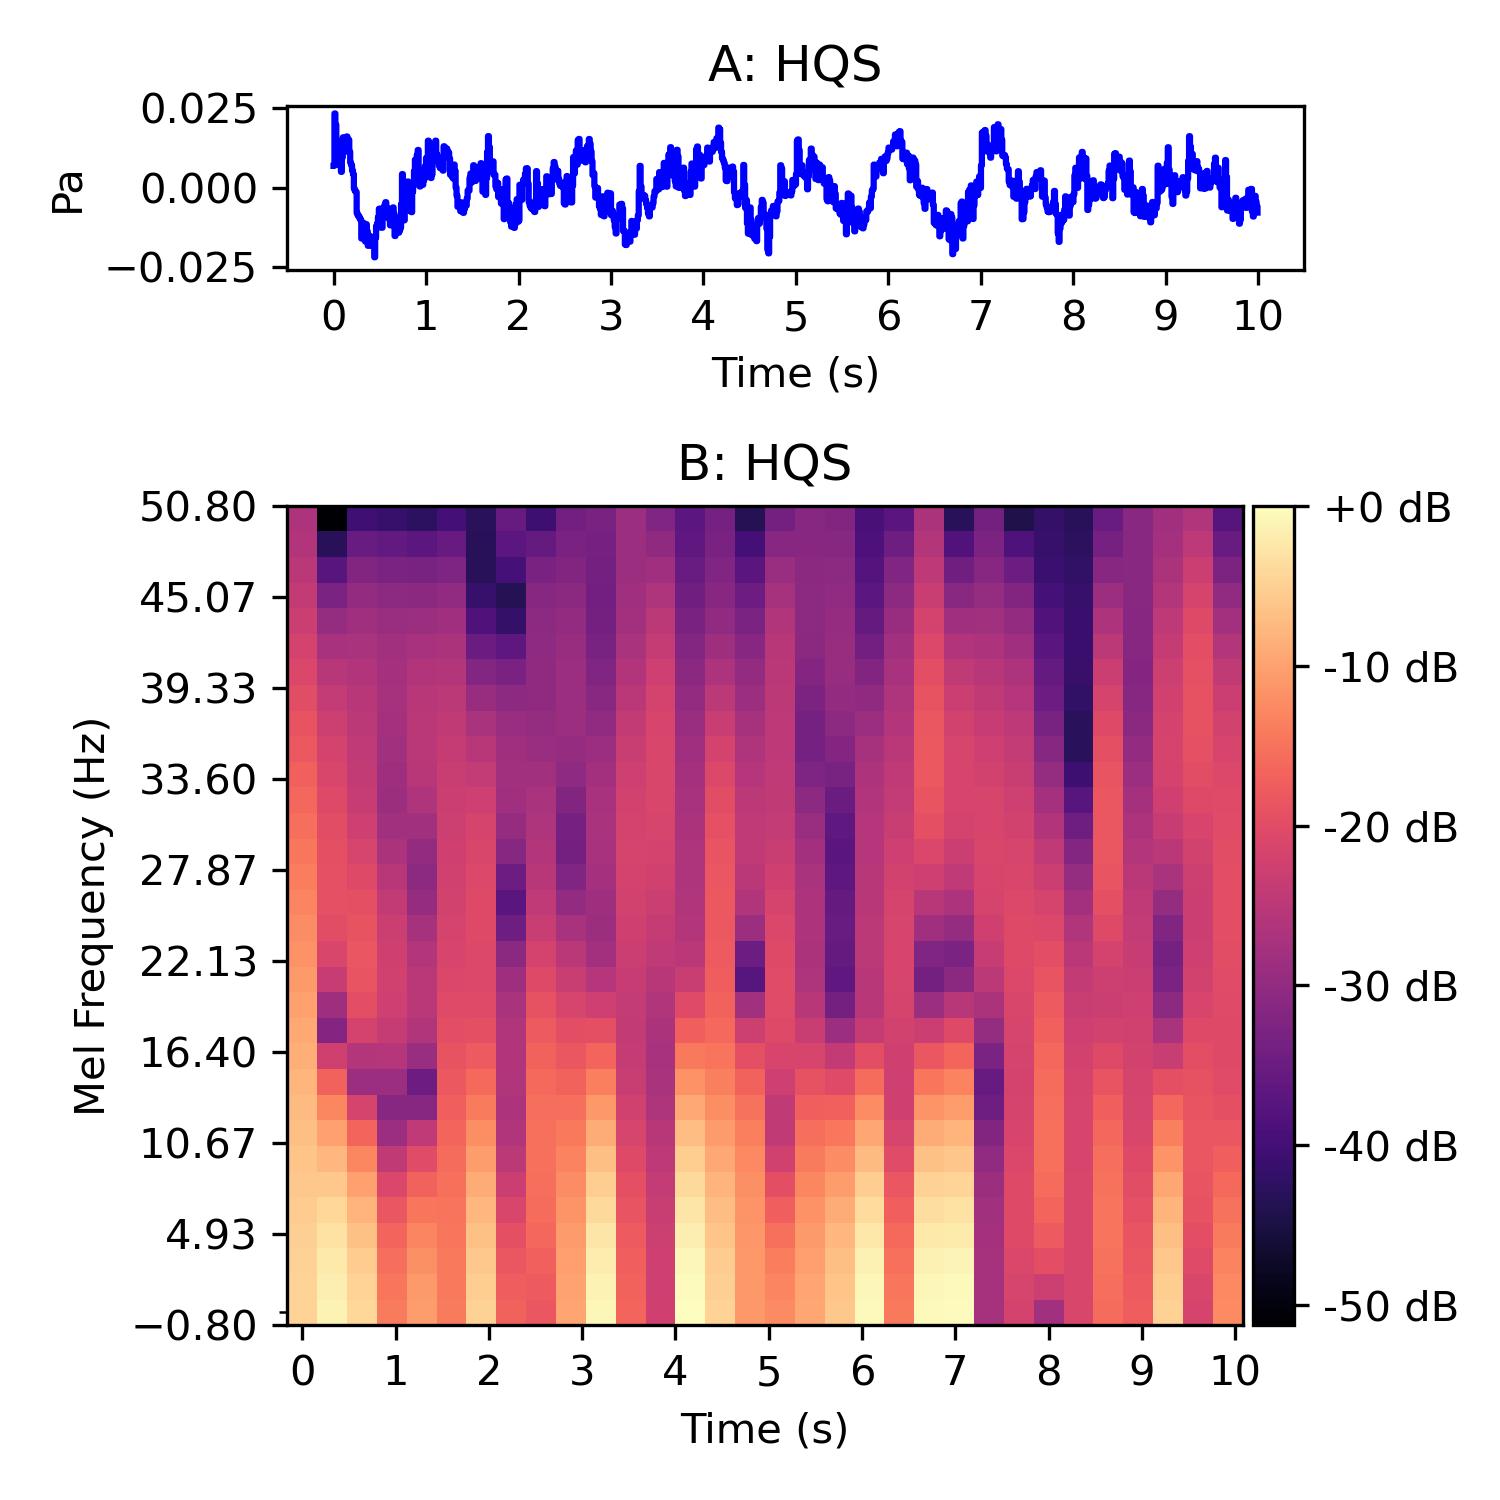 A: HQS
0.025
0.000
−0.025
Pa
0 1 2 3 4 5 6 7 8 9 10
Time (s)
B: HQS
50.80
45.07
39.33
33.60
27.87
22.13
16.40
10.67
4.93
−0.80
Mel Frequency (Hz)
0 1 2 3 4 5 6 7 8 9 10
Time (s)
+0 dB
-10 dB
-20 dB
-30 dB
-40 dB
-50 dB